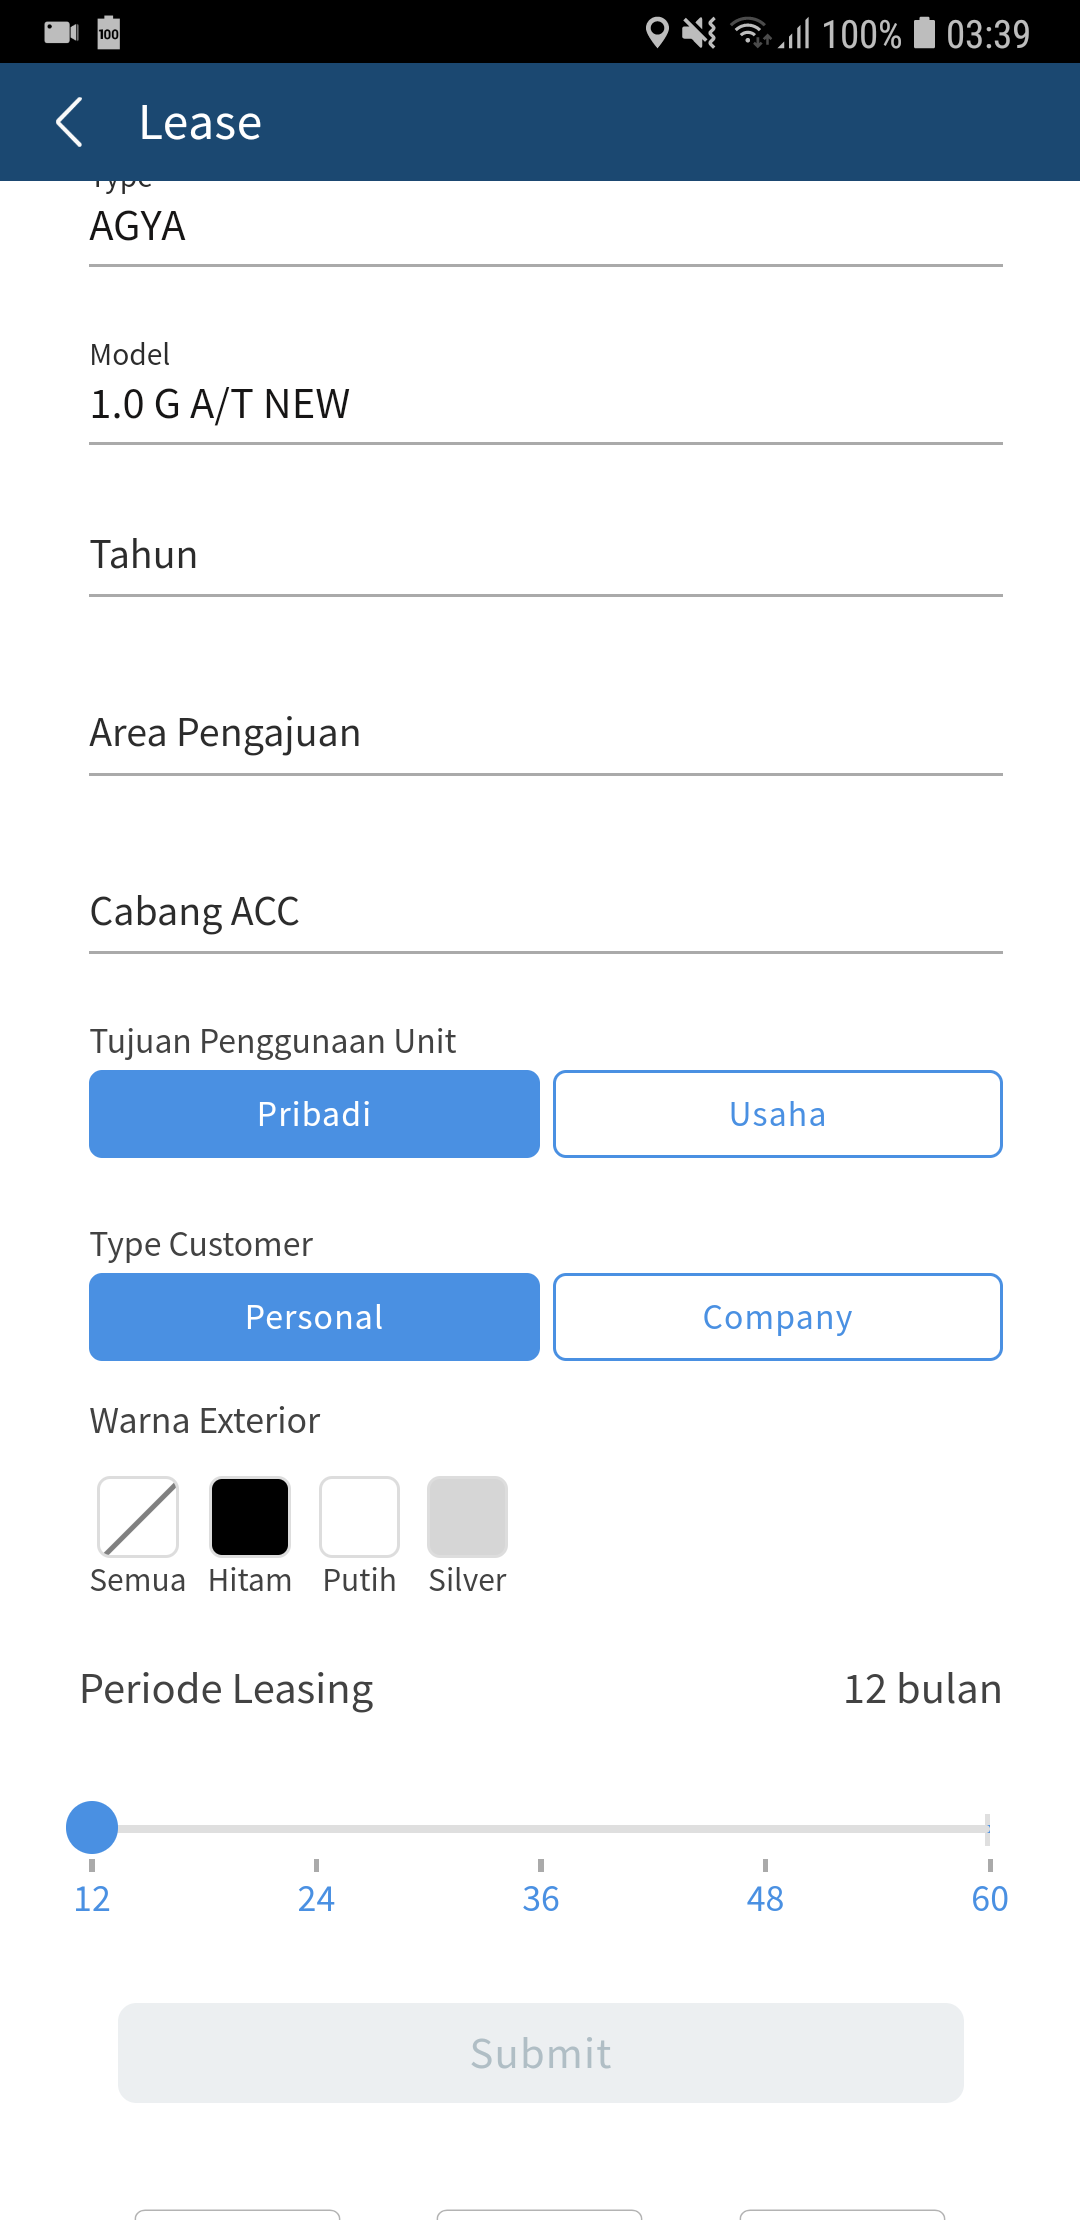 100 100% 03:39
Lease
Type
AGYA
Model
1.0 G A/T NEW
Tahun
Area Pengajuan
Cabang ACC
Tujuan Penggunaan Unit
Pribadi Usaha
Type Customer
Personal Company
Warna Exterior
Semua Hitam Putih Silver
Periode Leasing 12 bulan
12 24 36 48 60
Submit